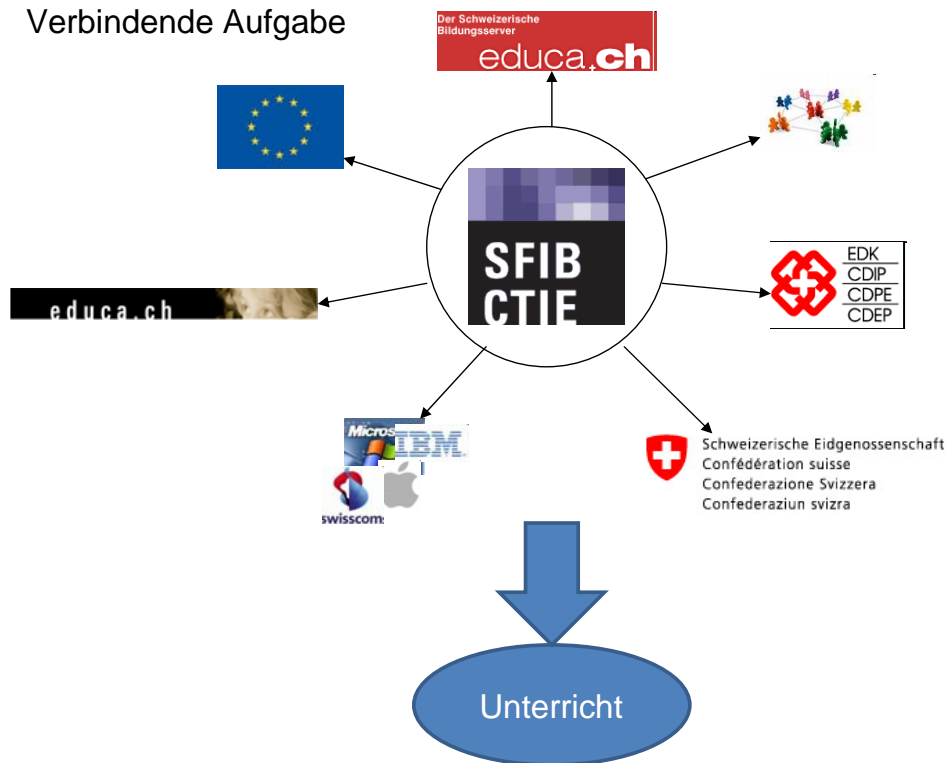 Verbindende Aufgabe
Der Schweizerische
Bildungsserver
educa.ch
SFIB
CTIE
EDK
CDIP
CDPE
CDEP
educa.ch
Micros
IBM
swisscom
Schweizerische Eidgenossenschaft
Confédération suisse
Confederazione Svizzera
Confederaziun svizra
Unterricht